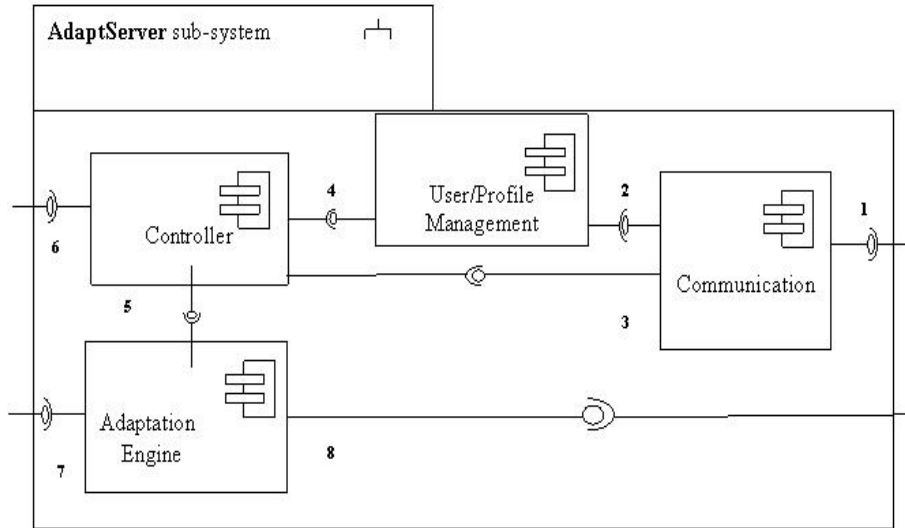 AdaptServer sub-system
4
User/Profile
Management
2
1
6
Controller
Communication
5
3
Adaptation
Engine
7
8